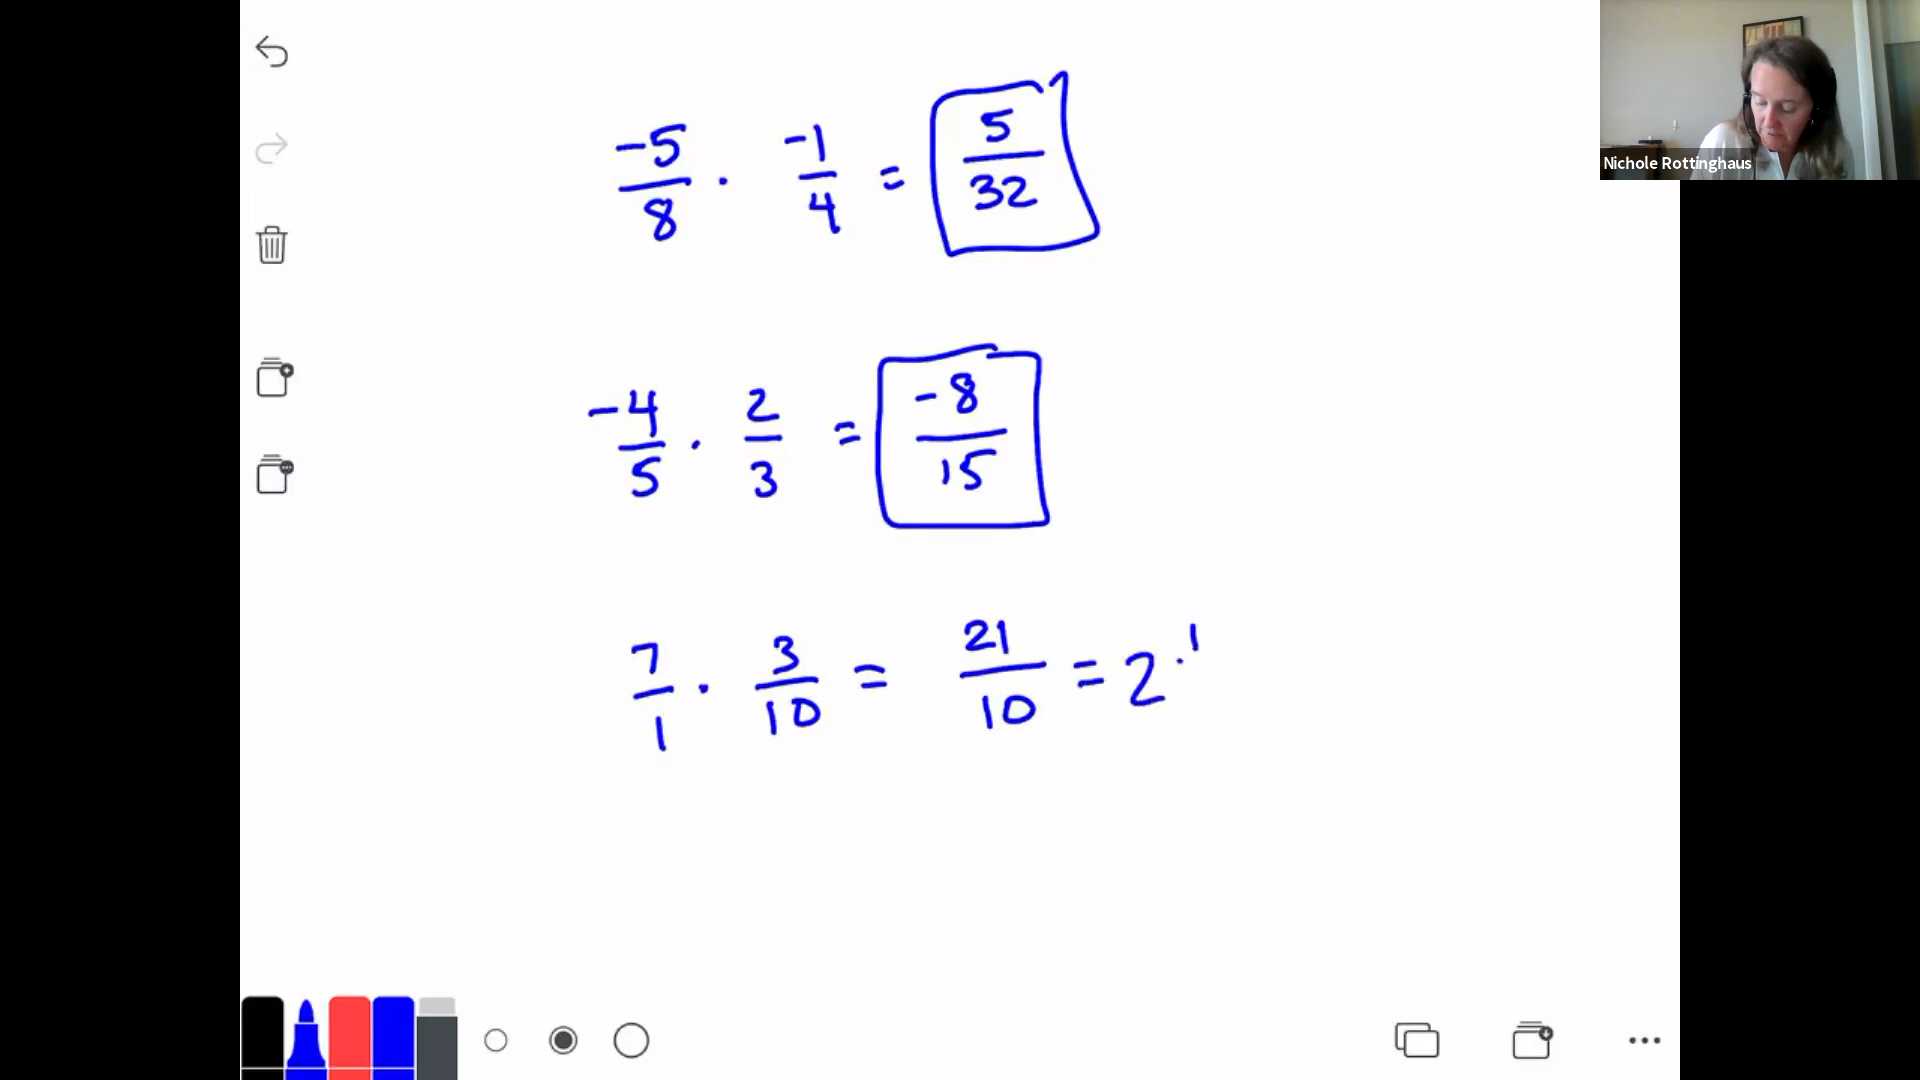 -5/8 · -1/4 = 5/32
Nichole Rottinghaus
-4/5 · 2/3 = -8/15
7/1 · 3/10 = 21/10 = 2.1